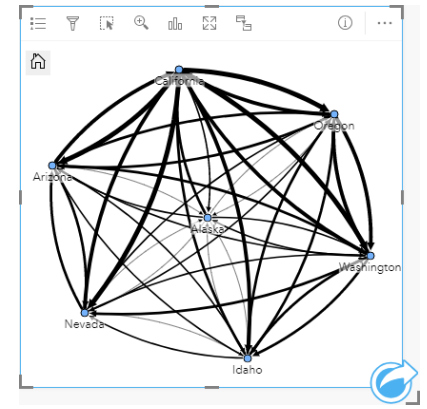 California
Oregon
Arizona
Alaska
Washington
Nevada
Idaho